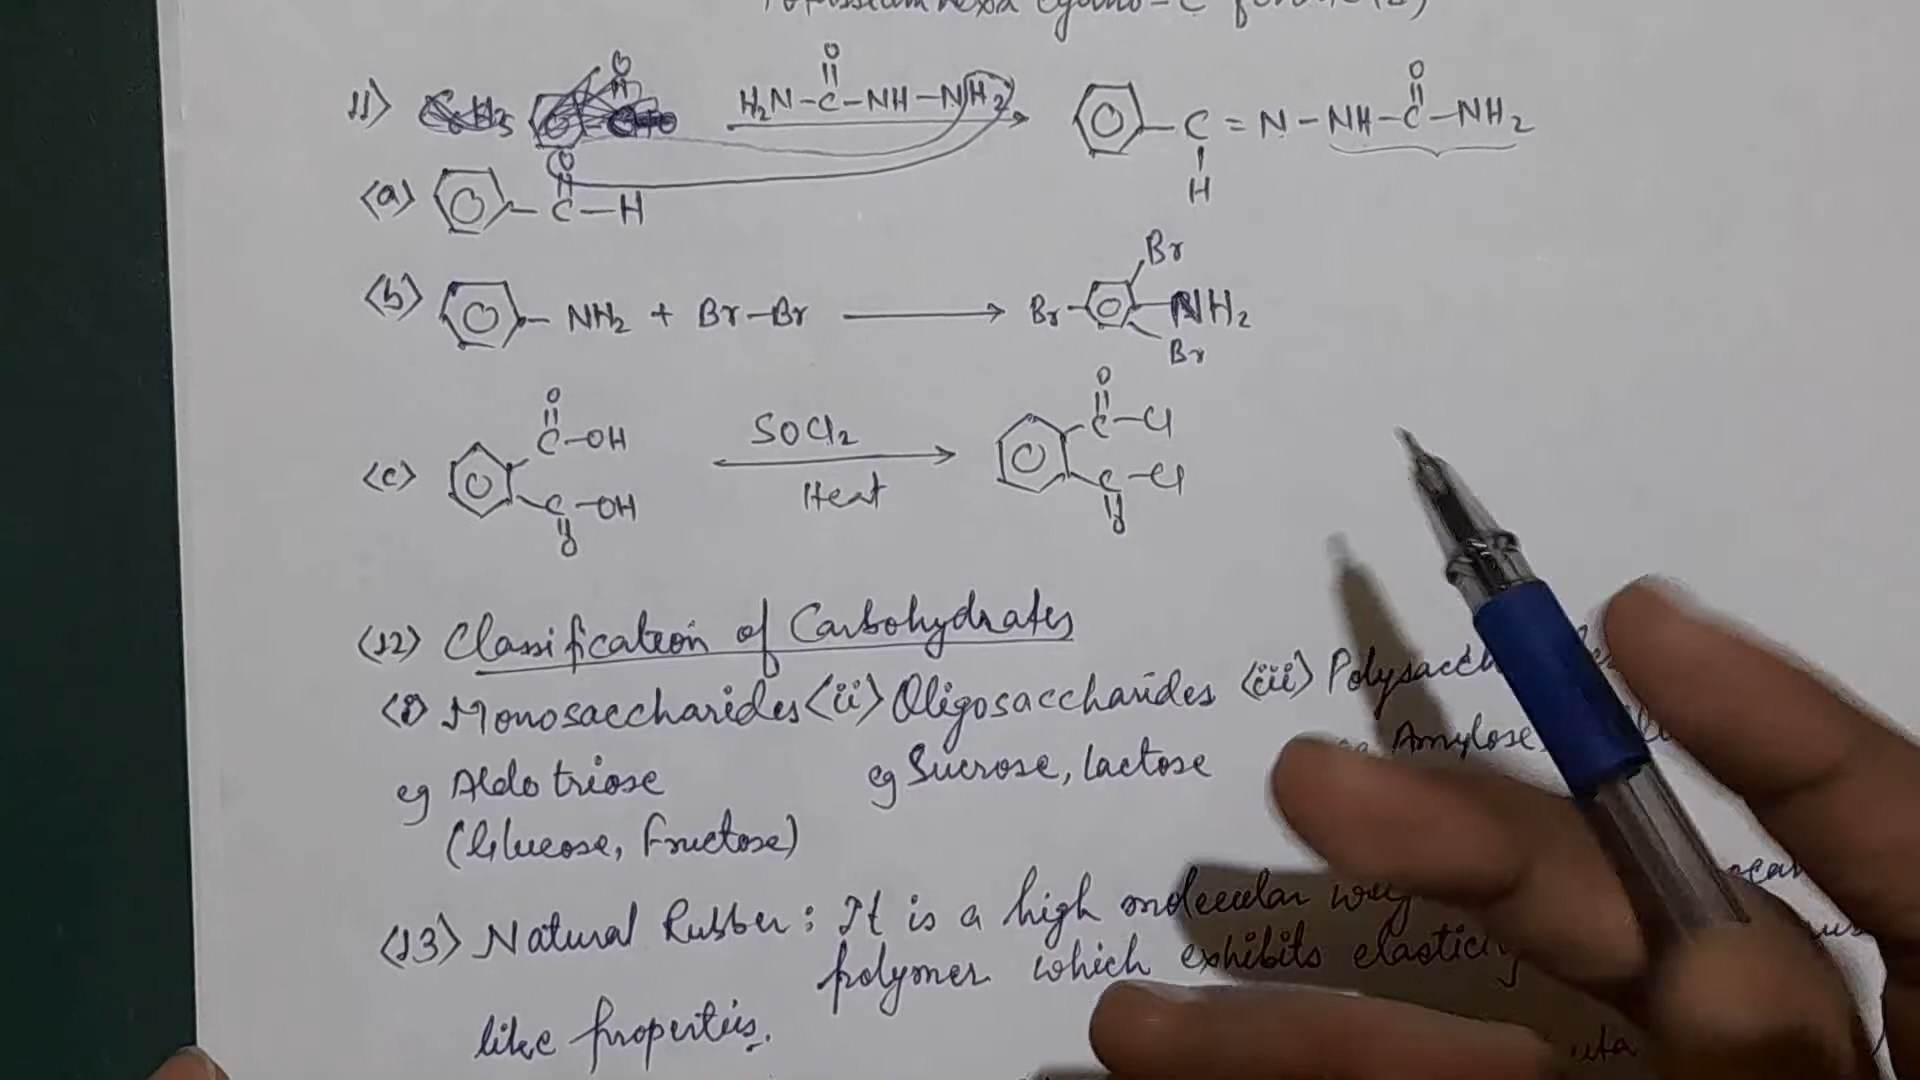 hexa cyano-C
11)
H₂N-C-NH-NH₂
O
C=N-NH-C-NH₂
O
H
(a) C-H
O
(b) NH₂ + Br-Br → Br Br NH₂ Br
(c) C-OH C-OH
O O
SOCl₂
Heat
C-Cl C-Cl
O O
(12) Classification of Carbohydrates
(i) Monosaccharides (ii) Oligosaccharides (iii)
eg Aldo triose eg Sucrose, lactose Amylose,
(Glucose, Fructose)
(13) Natural Rubber: It is a high molecular
polymer which exhibits
like properties.